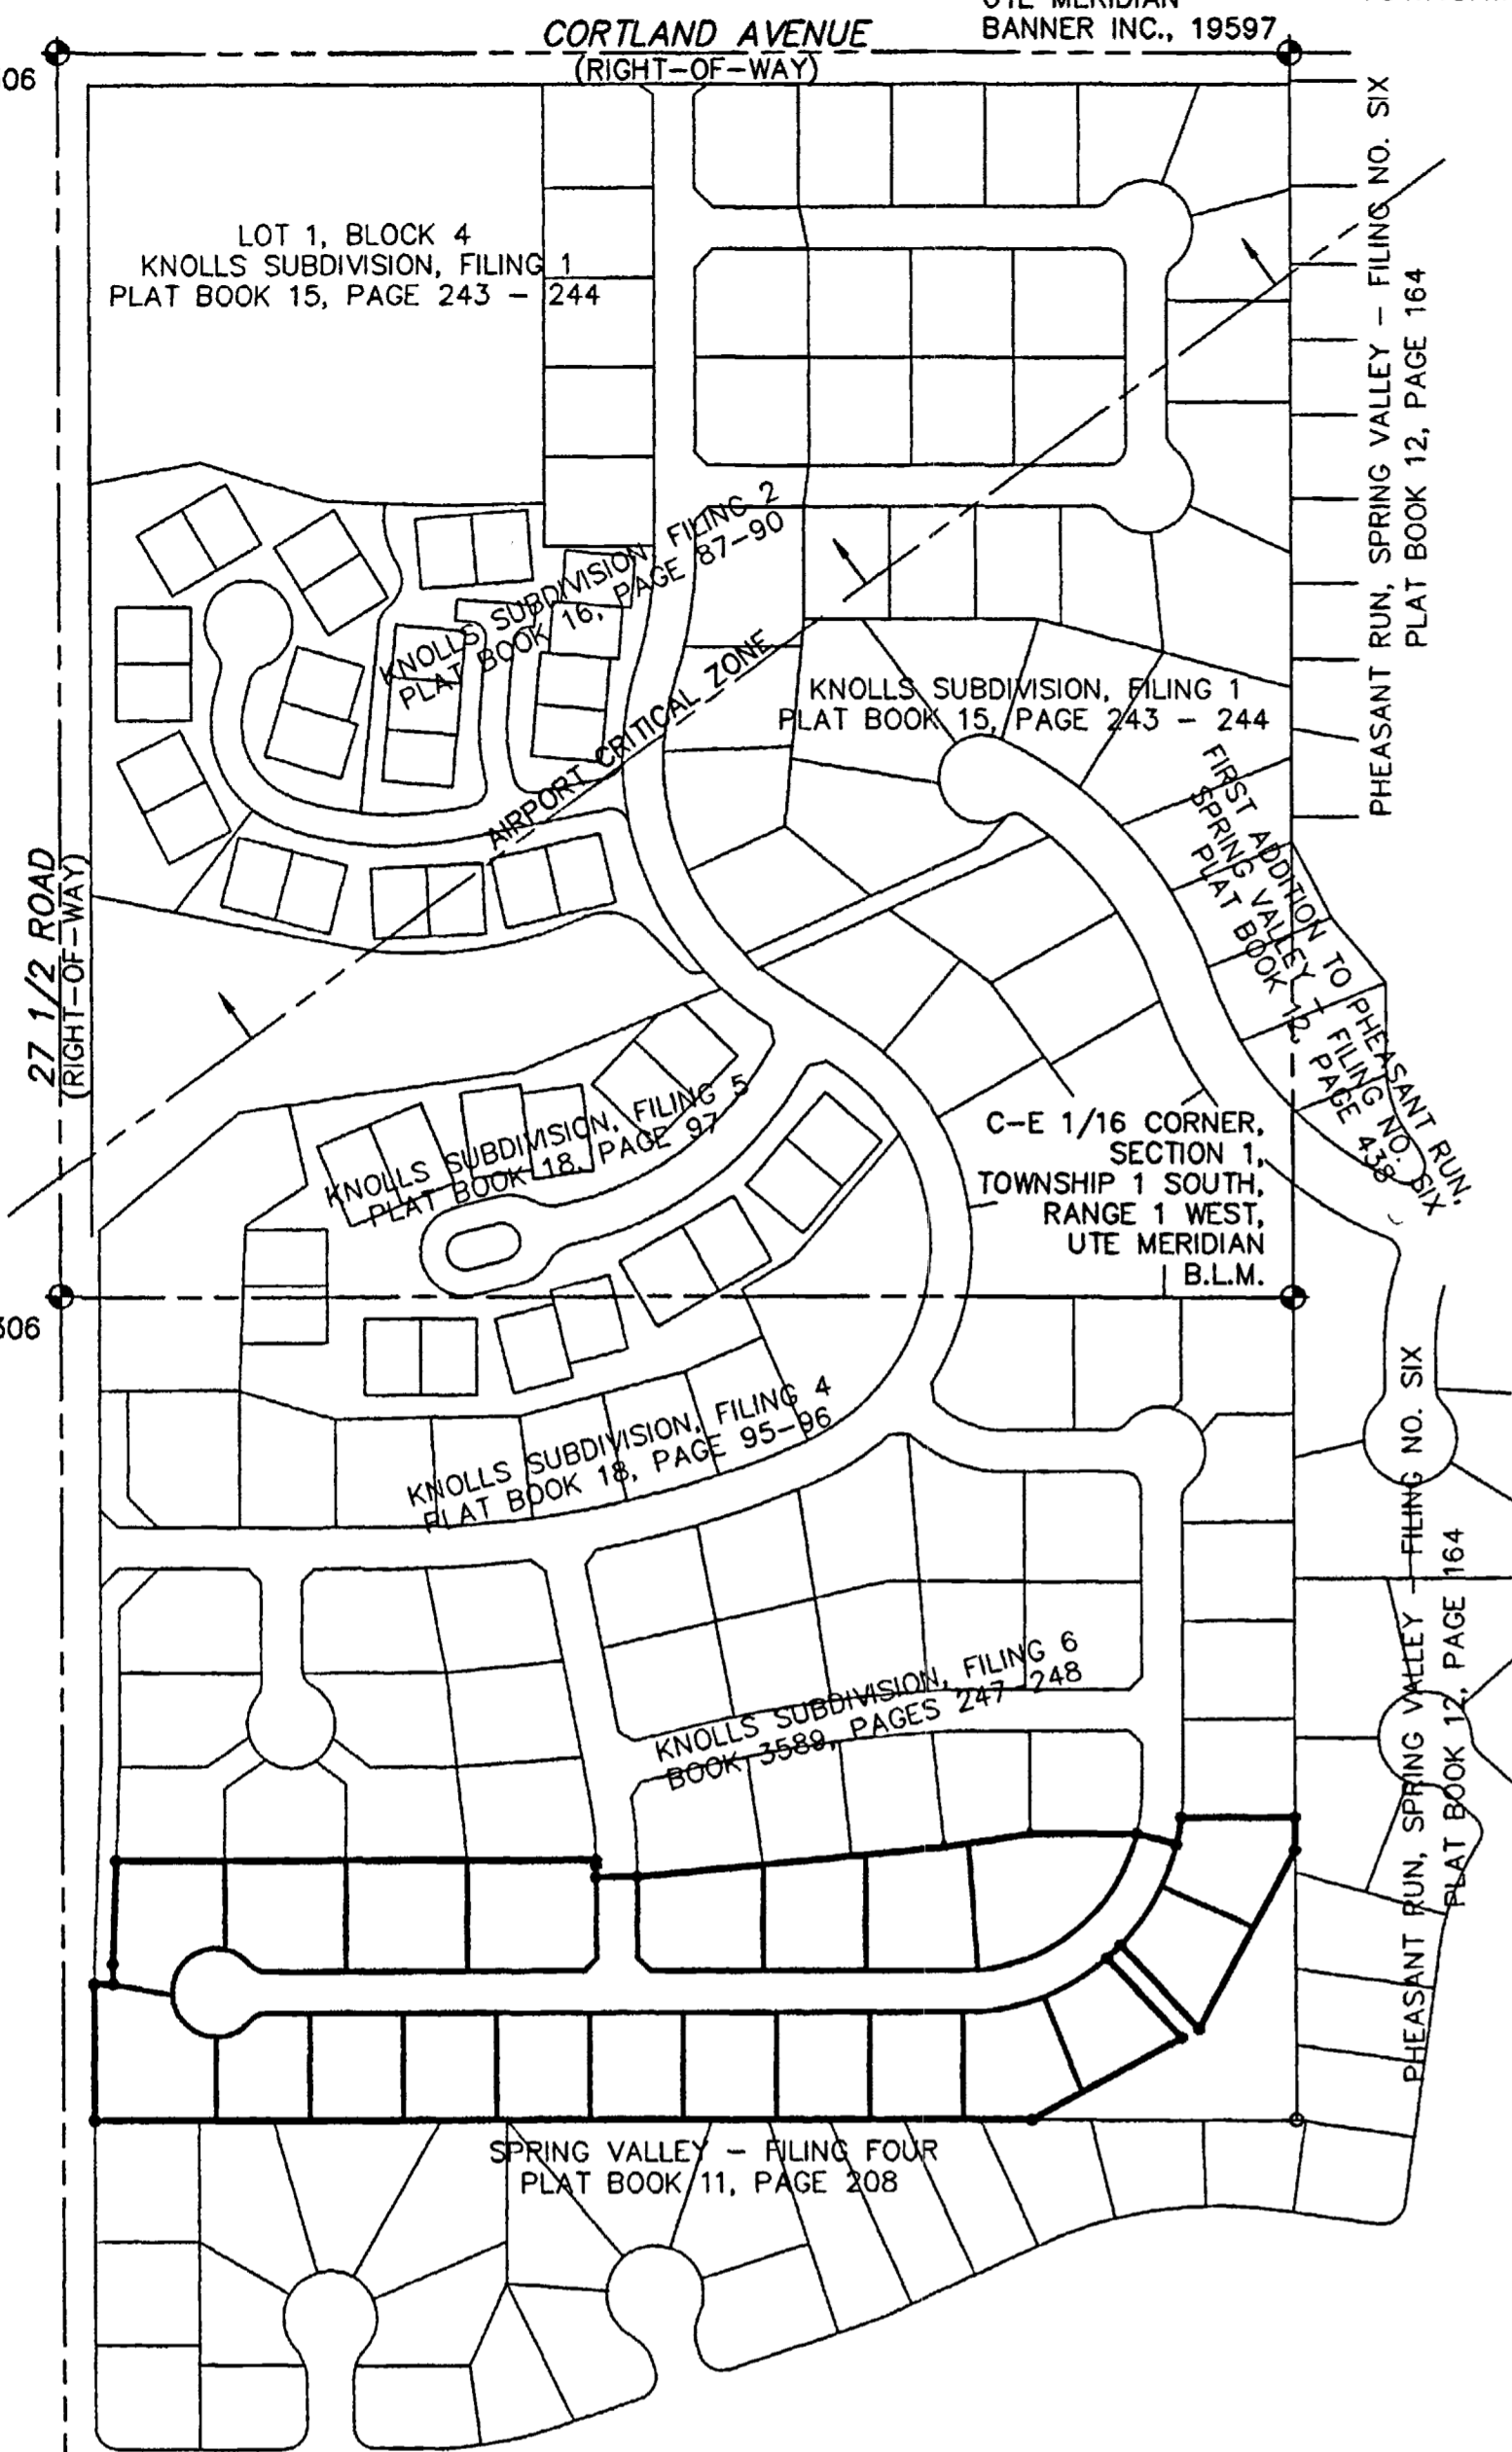 UTE MERIDIAN
BANNER INC., 19597
CORTLAND AVENUE
(RIGHT-OF-WAY)
06
LOT 1, BLOCK 4
KNOLLS SUBDIVISION, FILING 1
PLAT BOOK 15, PAGE 243 - 244
PHEASANT RUN, SPRING VALLEY - FILING NO. SIX
PLAT BOOK 12, PAGE 164
KNOLLS SUBDIVISION, FILING 2
PLAT BOOK 16, PAGE 87-90
AIRPORT CRITICAL ZONE
KNOLLS SUBDIVISION, FILING 1
PLAT BOOK 15, PAGE 243 - 244
FIRST ADDITION TO PHEASANT RUN,
SPRING VALLEY - FILING NO. SIX
PLAT BOOK 12, PAGE 438
27 1/2 ROAD
(RIGHT-OF-WAY)
KNOLLS SUBDIVISION, FILING 5
PLAT BOOK 18, PAGE 97
C-E 1/16 CORNER,
SECTION 1,
TOWNSHIP 1 SOUTH,
RANGE 1 WEST,
UTE MERIDIAN
B.L.M.
306
KNOLLS SUBDIVISION, FILING 4
PLAT BOOK 18, PAGE 95-96
KNOLLS SUBDIVISION, FILING 6
BOOK 3589, PAGES 247-248
PHEASANT RUN, SPRING VALLEY - FILING NO. SIX
PLAT BOOK 12, PAGE 164
SPRING VALLEY - FILING FOUR
PLAT BOOK 11, PAGE 208